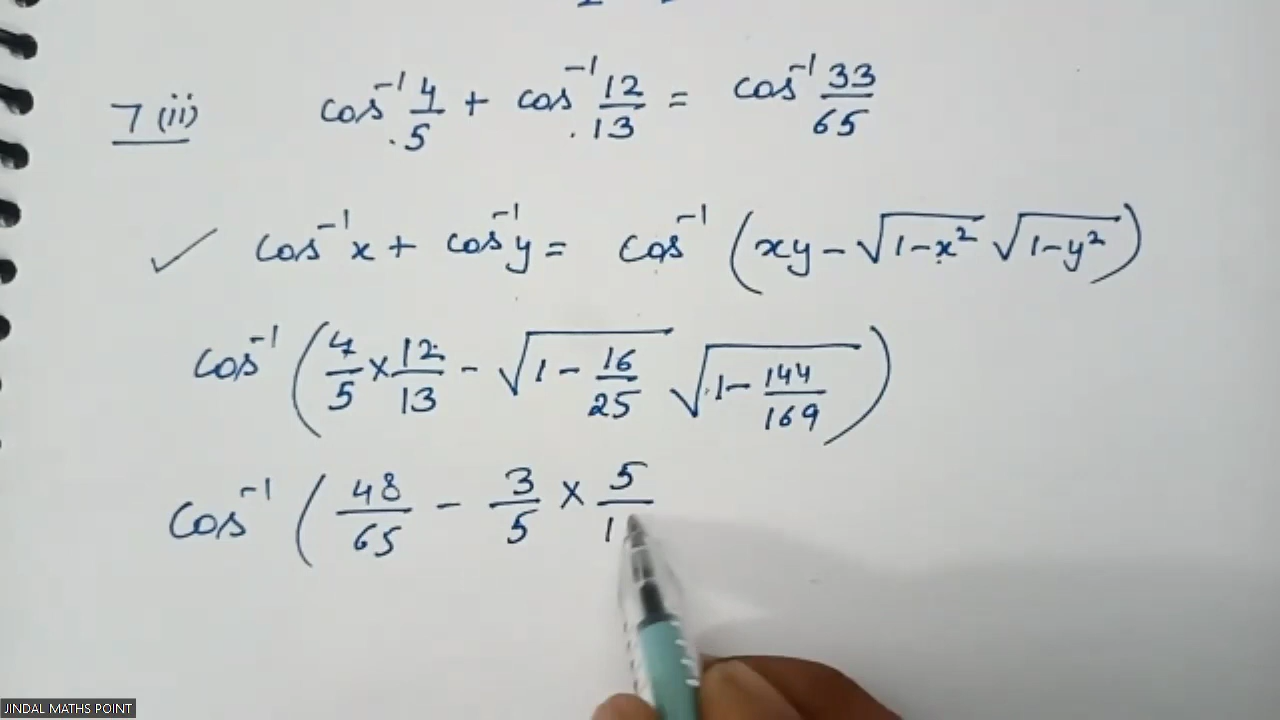 7 (ii) cos⁻¹ 4/5 + cos⁻¹ 12/13 = cos⁻¹ 33/65
✓ cos⁻¹x + cos⁻¹y = cos⁻¹ (xy - √(1-x²) √(1-y²))
cos⁻¹ (4/5 × 12/13 - √(1 - 16/25) √(1 - 144/169))
cos⁻¹ (48/65 - 3/5 × 5/1
JINDAL MATHS POINT